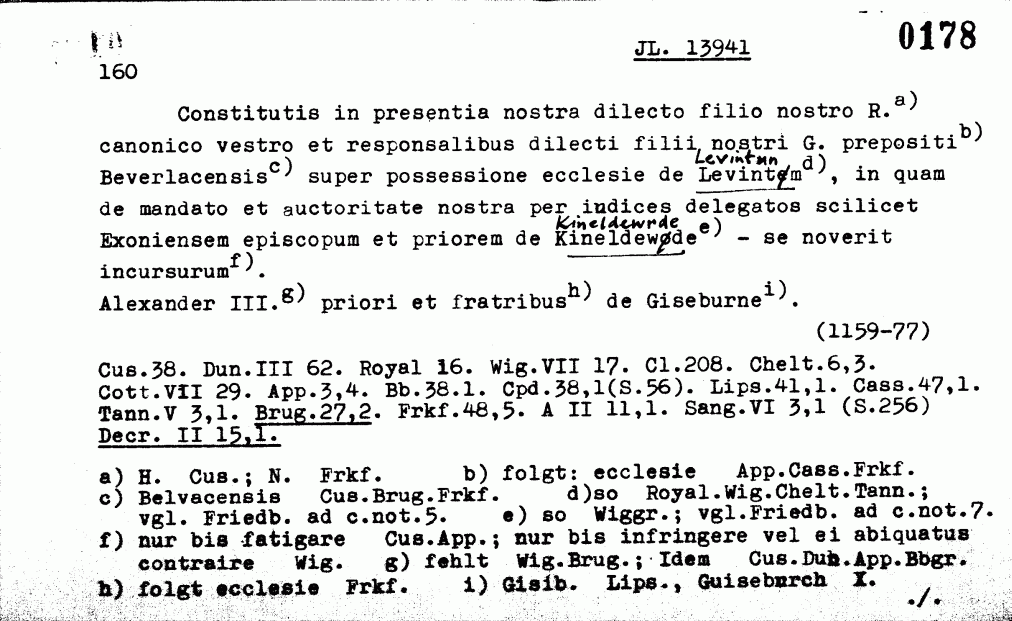 JL. 13941
0178
160
Constitutis in presentia nostra dilecto filio nostro R.a)
canonico vestro et responsalibus dilecti filii nostri G. prepositi b)
Levintun
Beverlacensis c) super possessione ecclesie de Levintøm d), in quam
de mandato et auctoritate nostra per iudices delegatos scilicet
Kineldewrde
Exoniensem episcopum et priorem de Kineldewøde e) - se noverit
incursurum f).
Alexander III. g) priori et fratribus h) de Giseburne i).
(1159-77)
Cus.38. Dun.III 62. Royal 16. Wig.VII 17. Cl.208. Chelt.6,3.
Cott.VII 29. App.3,4. Bb.38.1. Cpd.38,1(S.56). Lips.41,1. Cass.47,1.
Tann.V 3,1. Brug.27,2. Frkf.48,5. A II 11,1. Sang.VI 3,1 (S.256)
Decr. II 15,1.
a) H. Cus.; N. Frkf. b) folgt: ecclesie App.Cass.Frkf.
c) Belvacensis Cus.Brug.Frkf. d)so Royal.Wig.Chelt.Tann.;
vgl. Friedb. ad c.not.5. e) so Wiggr.; vgl.Friedb. ad c.not.7.
f) nur bis fatigare Cus.App.; nur bis infringere vel ei abiquatus
contraire Wig. g) fehlt Wig.Brug.; Idem Cus.Dun.App.Bbgr.
h) folgt ecclesie Frkf. i) Gisib. Lips., Guiseburch X.
./.